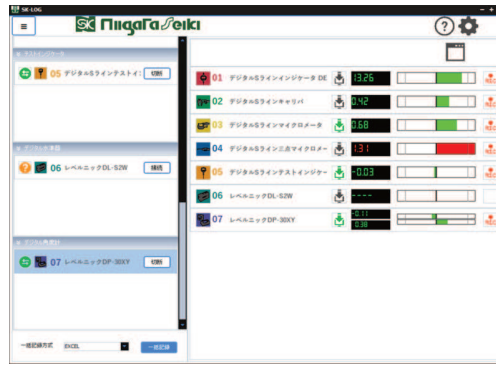 SK-LOG
SK NiigaTa Seiki
?
05 デジタルSラインテストイン 切断
06 レベルニックDL-S2W 接続
07 レベルニックDP-30XY 切断
一括記録方式 EXCEL 一括記録
01 デジタルSラインインジケータ DE 13.26
02 デジタルSラインキャリパ 0.42
03 デジタルSラインマイクロメータ 0.68
04 デジタルSライン三点マイクロメー 1.31
05 デジタルSラインテストインジケー -0.03
06 レベルニックDL-S2W ----
07 レベルニックDP-30XY -0.11
0.38